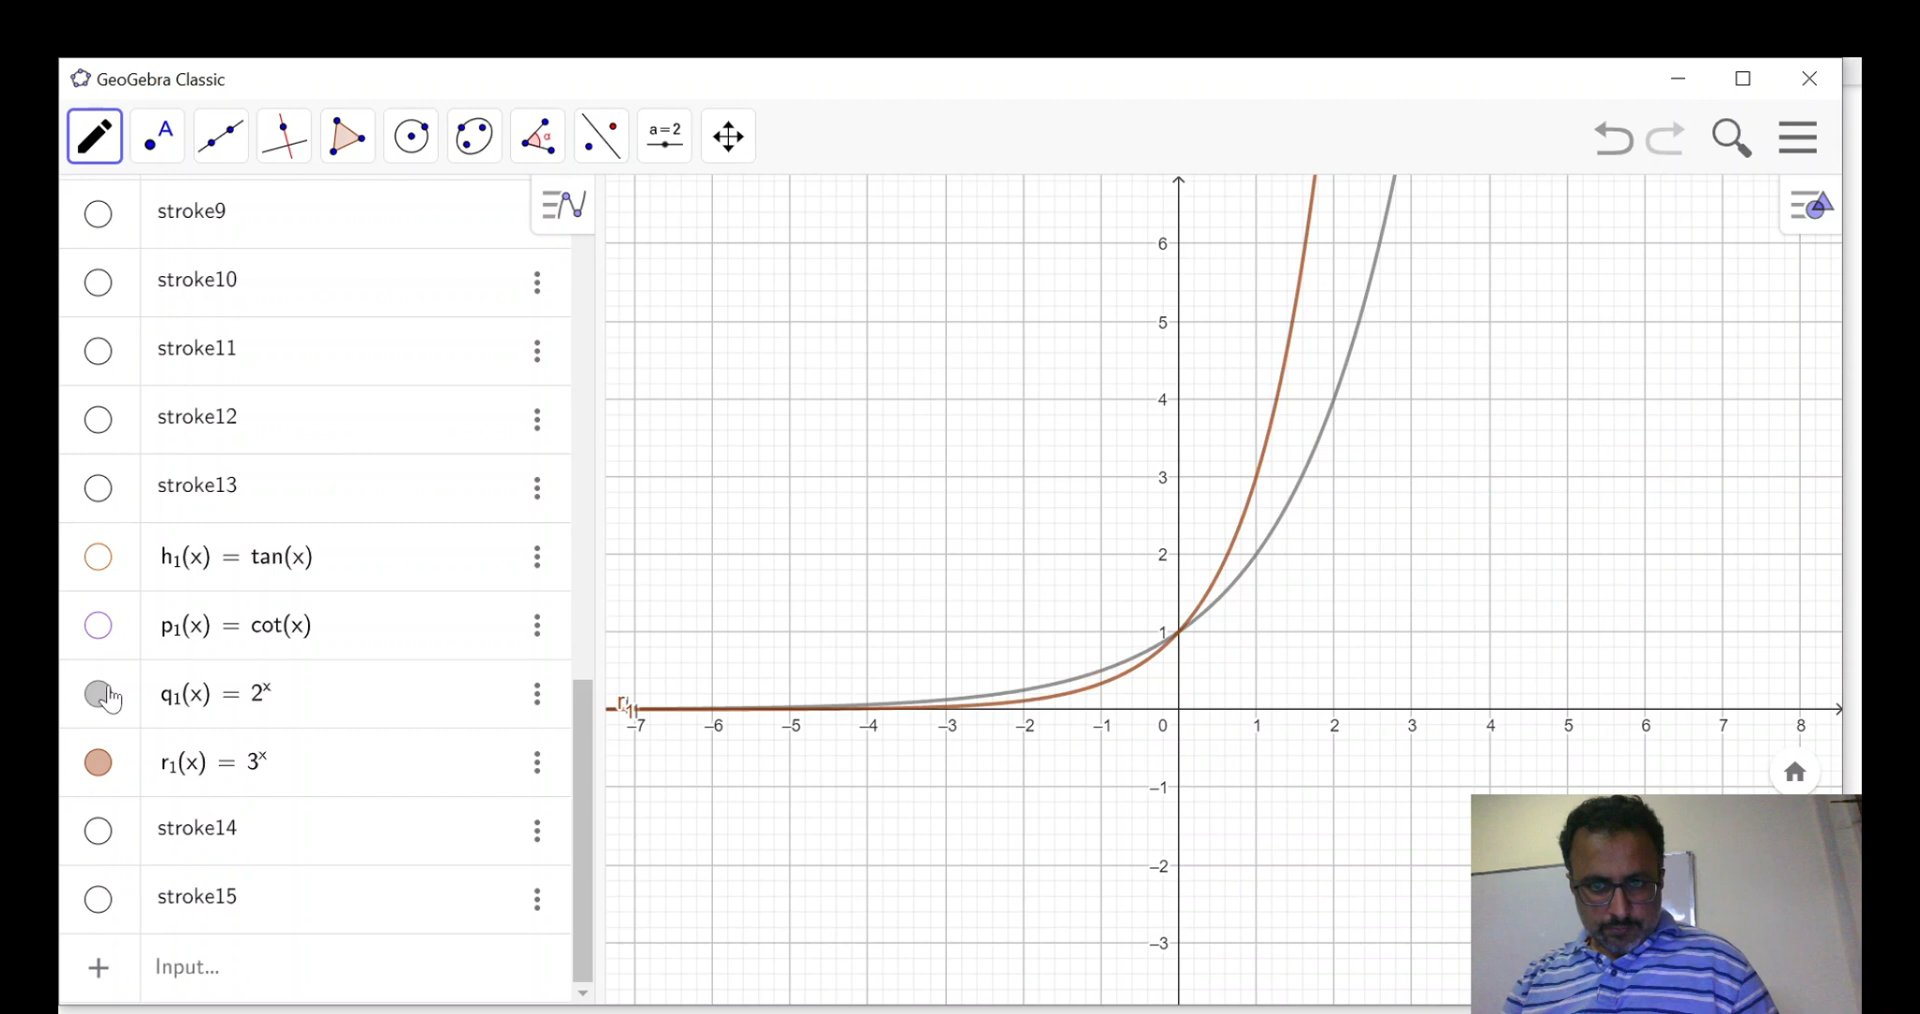 GeoGebra Classic
A
α
a=2
stroke9
stroke10
stroke11
stroke12
stroke13
h₁(x) = tan(x)
p₁(x) = cot(x)
q₁(x) = 2ˣ
r₁(x) = 3ˣ
stroke14
stroke15
Input...
6
5
4
3
2
1
–7 –6 –5 –4 –3 –2 –1 0 1 2 3 4 5 6 7 8
–1
–2
–3